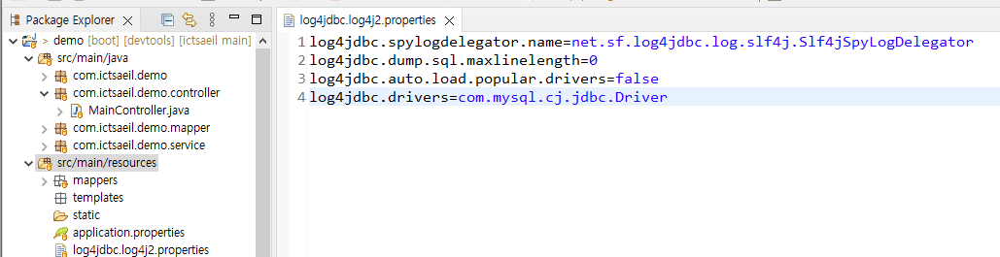 Package Explorer
demo [boot] [devtools] [ictsaeil main]
src/main/java
com.ictsaeil.demo
com.ictsaeil.demo.controller
MainController.java
com.ictsaeil.demo.mapper
com.ictsaeil.demo.service
src/main/resources
mappers
templates
static
application.properties
log4jdbc.log4j2.properties
log4jdbc.log4j2.properties
1 log4jdbc.spylogdelegator.name=net.sf.log4jdbc.log.slf4j.Slf4jSpyLogDelegator
2 log4jdbc.dump.sql.maxlinelength=0
3 log4jdbc.auto.load.popular.drivers=false
4 log4jdbc.drivers=com.mysql.cj.jdbc.Driver